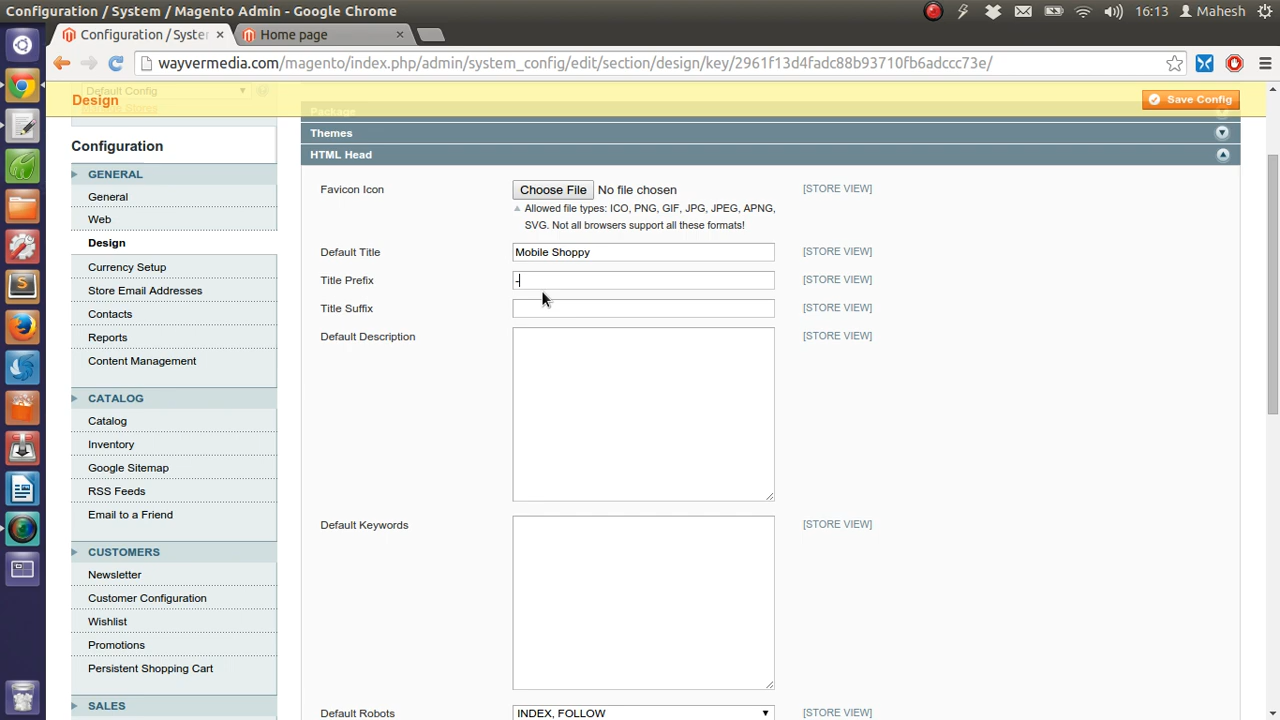 Configuration / System / Magento Admin - Google Chrome
16:13 Mahesh
Configuration / Syste
Home page
wayvermedia.com/magento/index.php/admin/system_config/edit/section/design/key/2961f13d4fadc88b93710fb6adccc73e/
Default Config
Design
Save Config
Package
Configuration
GENERAL
General
Web
Design
Currency Setup
Store Email Addresses
Contacts
Reports
Content Management
CATALOG
Catalog
Inventory
Google Sitemap
RSS Feeds
Email to a Friend
CUSTOMERS
Newsletter
Customer Configuration
Wishlist
Promotions
Persistent Shopping Cart
SALES
Themes
HTML Head
Favicon Icon Choose File No file chosen [STORE VIEW]
Allowed file types: ICO, PNG, GIF, JPG, JPEG, APNG,
SVG. Not all browsers support all these formats!
Default Title Mobile Shoppy [STORE VIEW]
Title Prefix - [STORE VIEW]
Title Suffix [STORE VIEW]
Default Description [STORE VIEW]
Default Keywords [STORE VIEW]
Default Robots INDEX, FOLLOW [STORE VIEW]